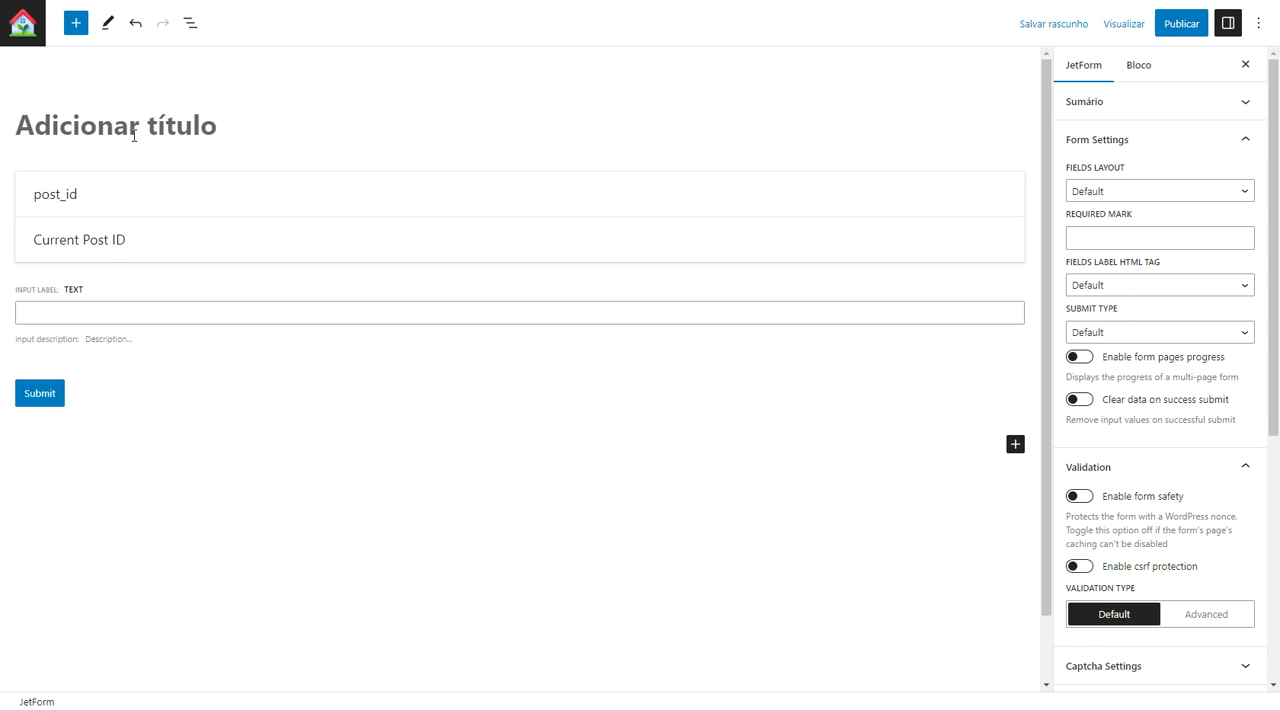 Salvar rascunho Visualizar Publicar
JetForm Bloco
Adicionar título
post_id
Current Post ID
INPUT LABEL: TEXT
input description: Description...
Submit
Sumário
Form Settings
FIELDS LAYOUT
Default
REQUIRED MARK
FIELDS LABEL HTML TAG
Default
SUBMIT TYPE
Default
Enable form pages progress
Displays the progress of a multi-page form
Clear data on success submit
Remove input values on successful submit
Validation
Enable form safety
Protects the form with a WordPress nonce.
Toggle this option off if the form's page's
caching can't be disabled
Enable csrf protection
VALIDATION TYPE
Default Advanced
Captcha Settings
JetForm